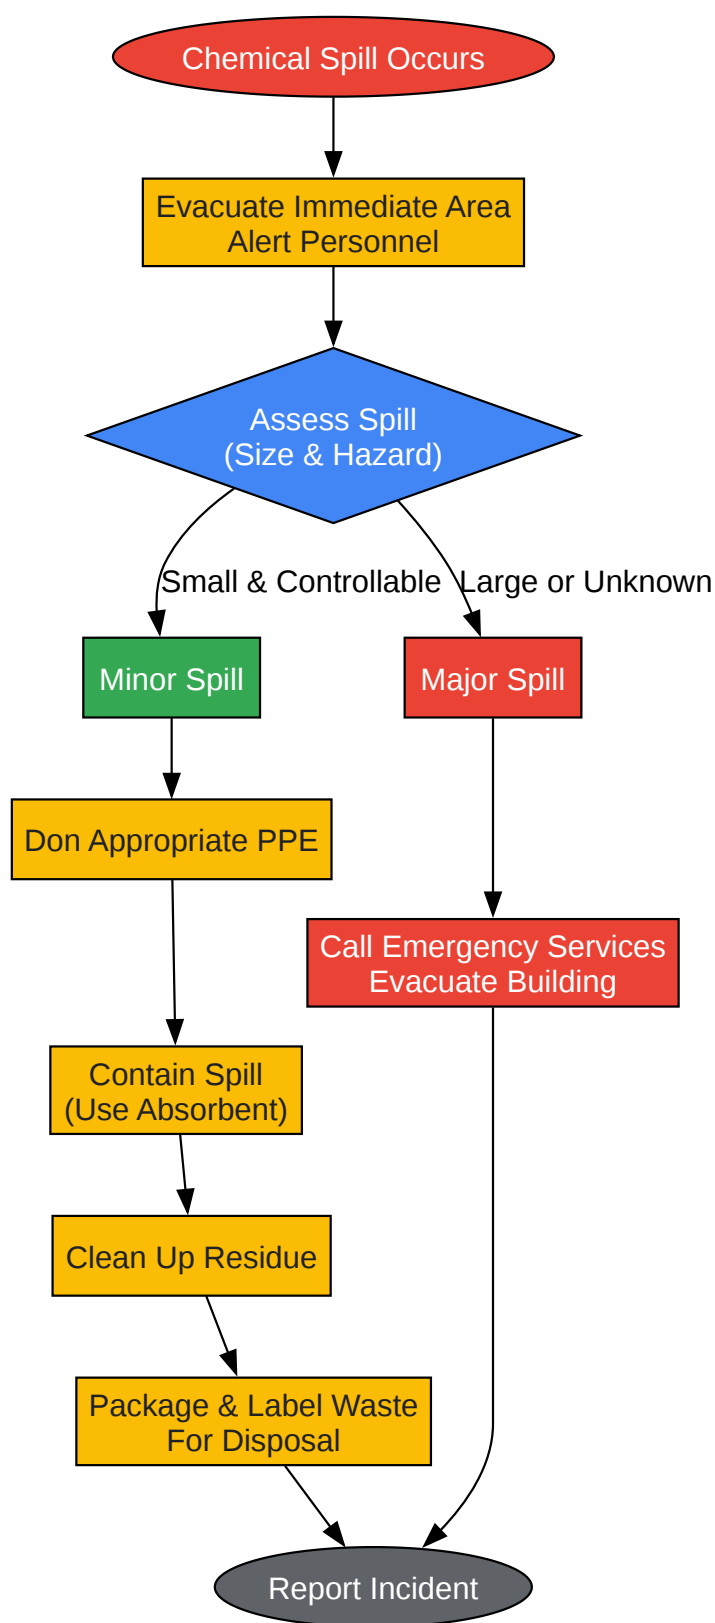 Chemical Spill Occurs
Evacuate Immediate Area
Alert Personnel
Assess Spill
(Size & Hazard)
Small & Controllable
Large or Unknown
Minor Spill
Major Spill
Don Appropriate PPE
Call Emergency Services
Evacuate Building
Contain Spill
(Use Absorbent)
Clean Up Residue
Package & Label Waste
For Disposal
Report Incident